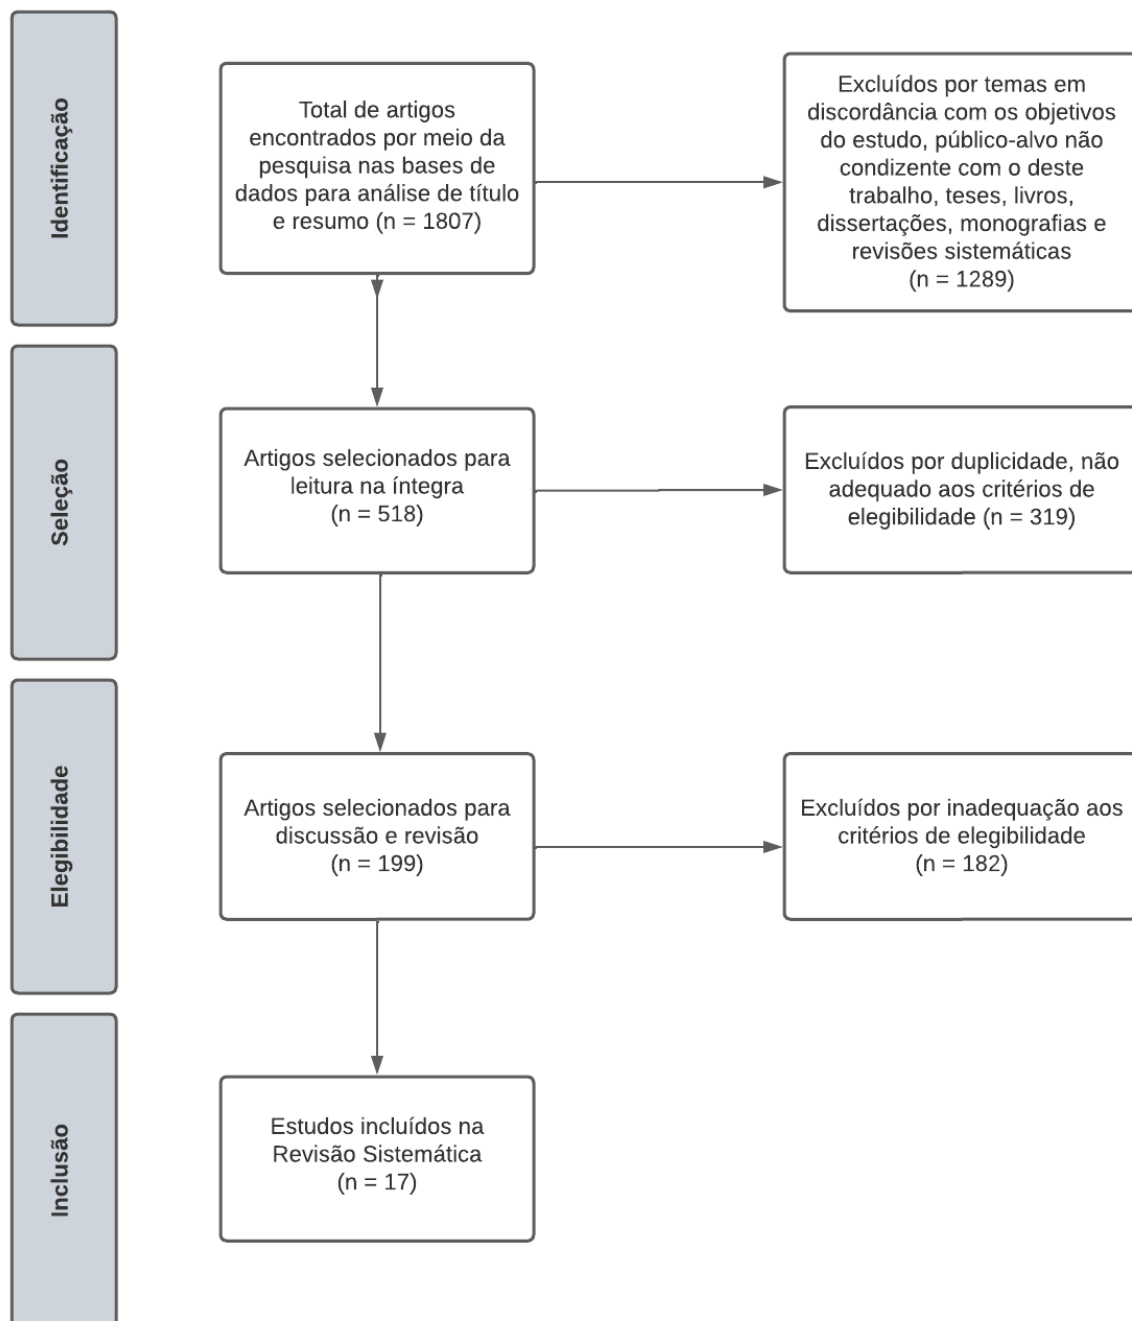 Identificação
Total de artigos
encontrados por meio da
pesquisa nas bases de
dados para análise de título
e resumo (n = 1807)
Excluídos por temas em
discordância com os objetivos
do estudo, público-alvo não
condizente com o deste
trabalho, teses, livros,
dissertações, monografias e
revisões sistemáticas
(n = 1289)
Seleção
Artigos selecionados para
leitura na íntegra
(n = 518)
Excluídos por duplicidade, não
adequado aos critérios de
elegibilidade (n = 319)
Elegibilidade
Artigos selecionados para
discussão e revisão
(n = 199)
Excluídos por inadequação aos
critérios de elegibilidade
(n = 182)
Inclusão
Estudos incluídos na
Revisão Sistemática
(n = 17)